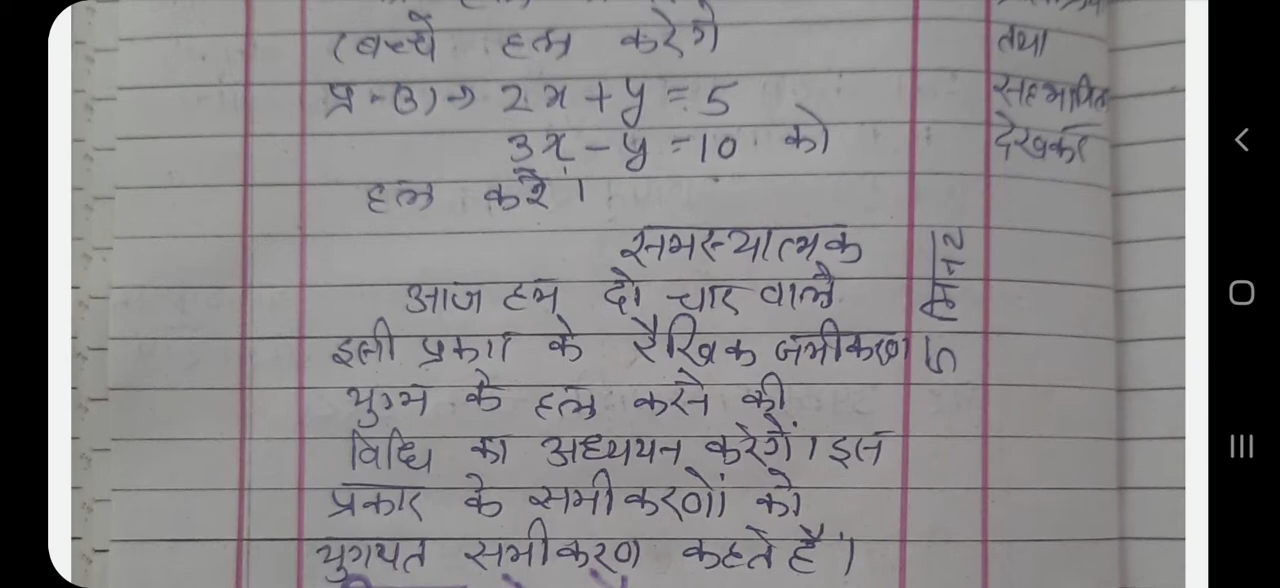 (बच्चे हल करेगे
प्र-(3)→ 2x + y = 5
3x - y = 10 को
हल करें।
समस्यात्मक
आज हम दो चार वाले
इसी प्रकार के रैखिक समीकरण
युग्म के हल करने की
विधि का अध्ययन करेगें। इस
प्रकार के समीकरणों को
युगपत समीकरण कहते है।
5 मिनट
तथा
देखकर